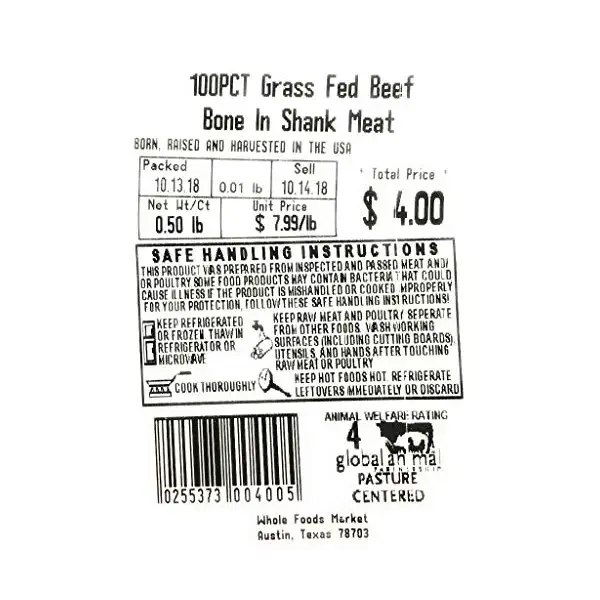 100PCT Grass Fed Beef
Bone In Shank Meat
BORN, RAISED AND HARVESTED IN THE USA
Packed Sell Total Price
10.13.18 0.01 lb 10.14.18
Net Wt/Ct Unit Price $ 4.00
0.50 lb $ 7.99/lb
SAFE HANDLING INSTRUCTIONS
THIS PRODUCT WAS PREPARED FROM INSPECTED AND PASSED MEAT AND/
OR POULTRY SOME FOOD PRODUCTS MAY CONTAIN BACTERIA THAT COULD
CAUSE ILLNESS IF THE PRODUCT IS MISHANDLED OR COOKED MPROPERLY
FOR YOUR PROTECTION, FOLLOW THESE SAFE HANDLING INSTRUCTIONS!
KEEP REFRIGERATED
OR FROZEN. THAW IN
REFRIGERATOR OR
MICROWAVE
KEEP RAW MEAT AND POULTRY SEPERATE
FROM OTHER FOODS. WASH WORKING
SURFACES (INCLUDING CUTTING BOARDS),
UTENSILS, AND HANDS AFTER TOUCHING
RAW MEAT OR POULTRY
COOK THOROUGHLY
KEEP HOT FOODS HOT. REFRIGERATE
LEFTOVERS IMMEDIATELY OR DISCARD
ANIMAL WELFARE RATING
4
global an mal
PARTNERSHIP
PASTURE
CENTERED
0255373 004005
Whole Foods Market
Austin, Texas 78703